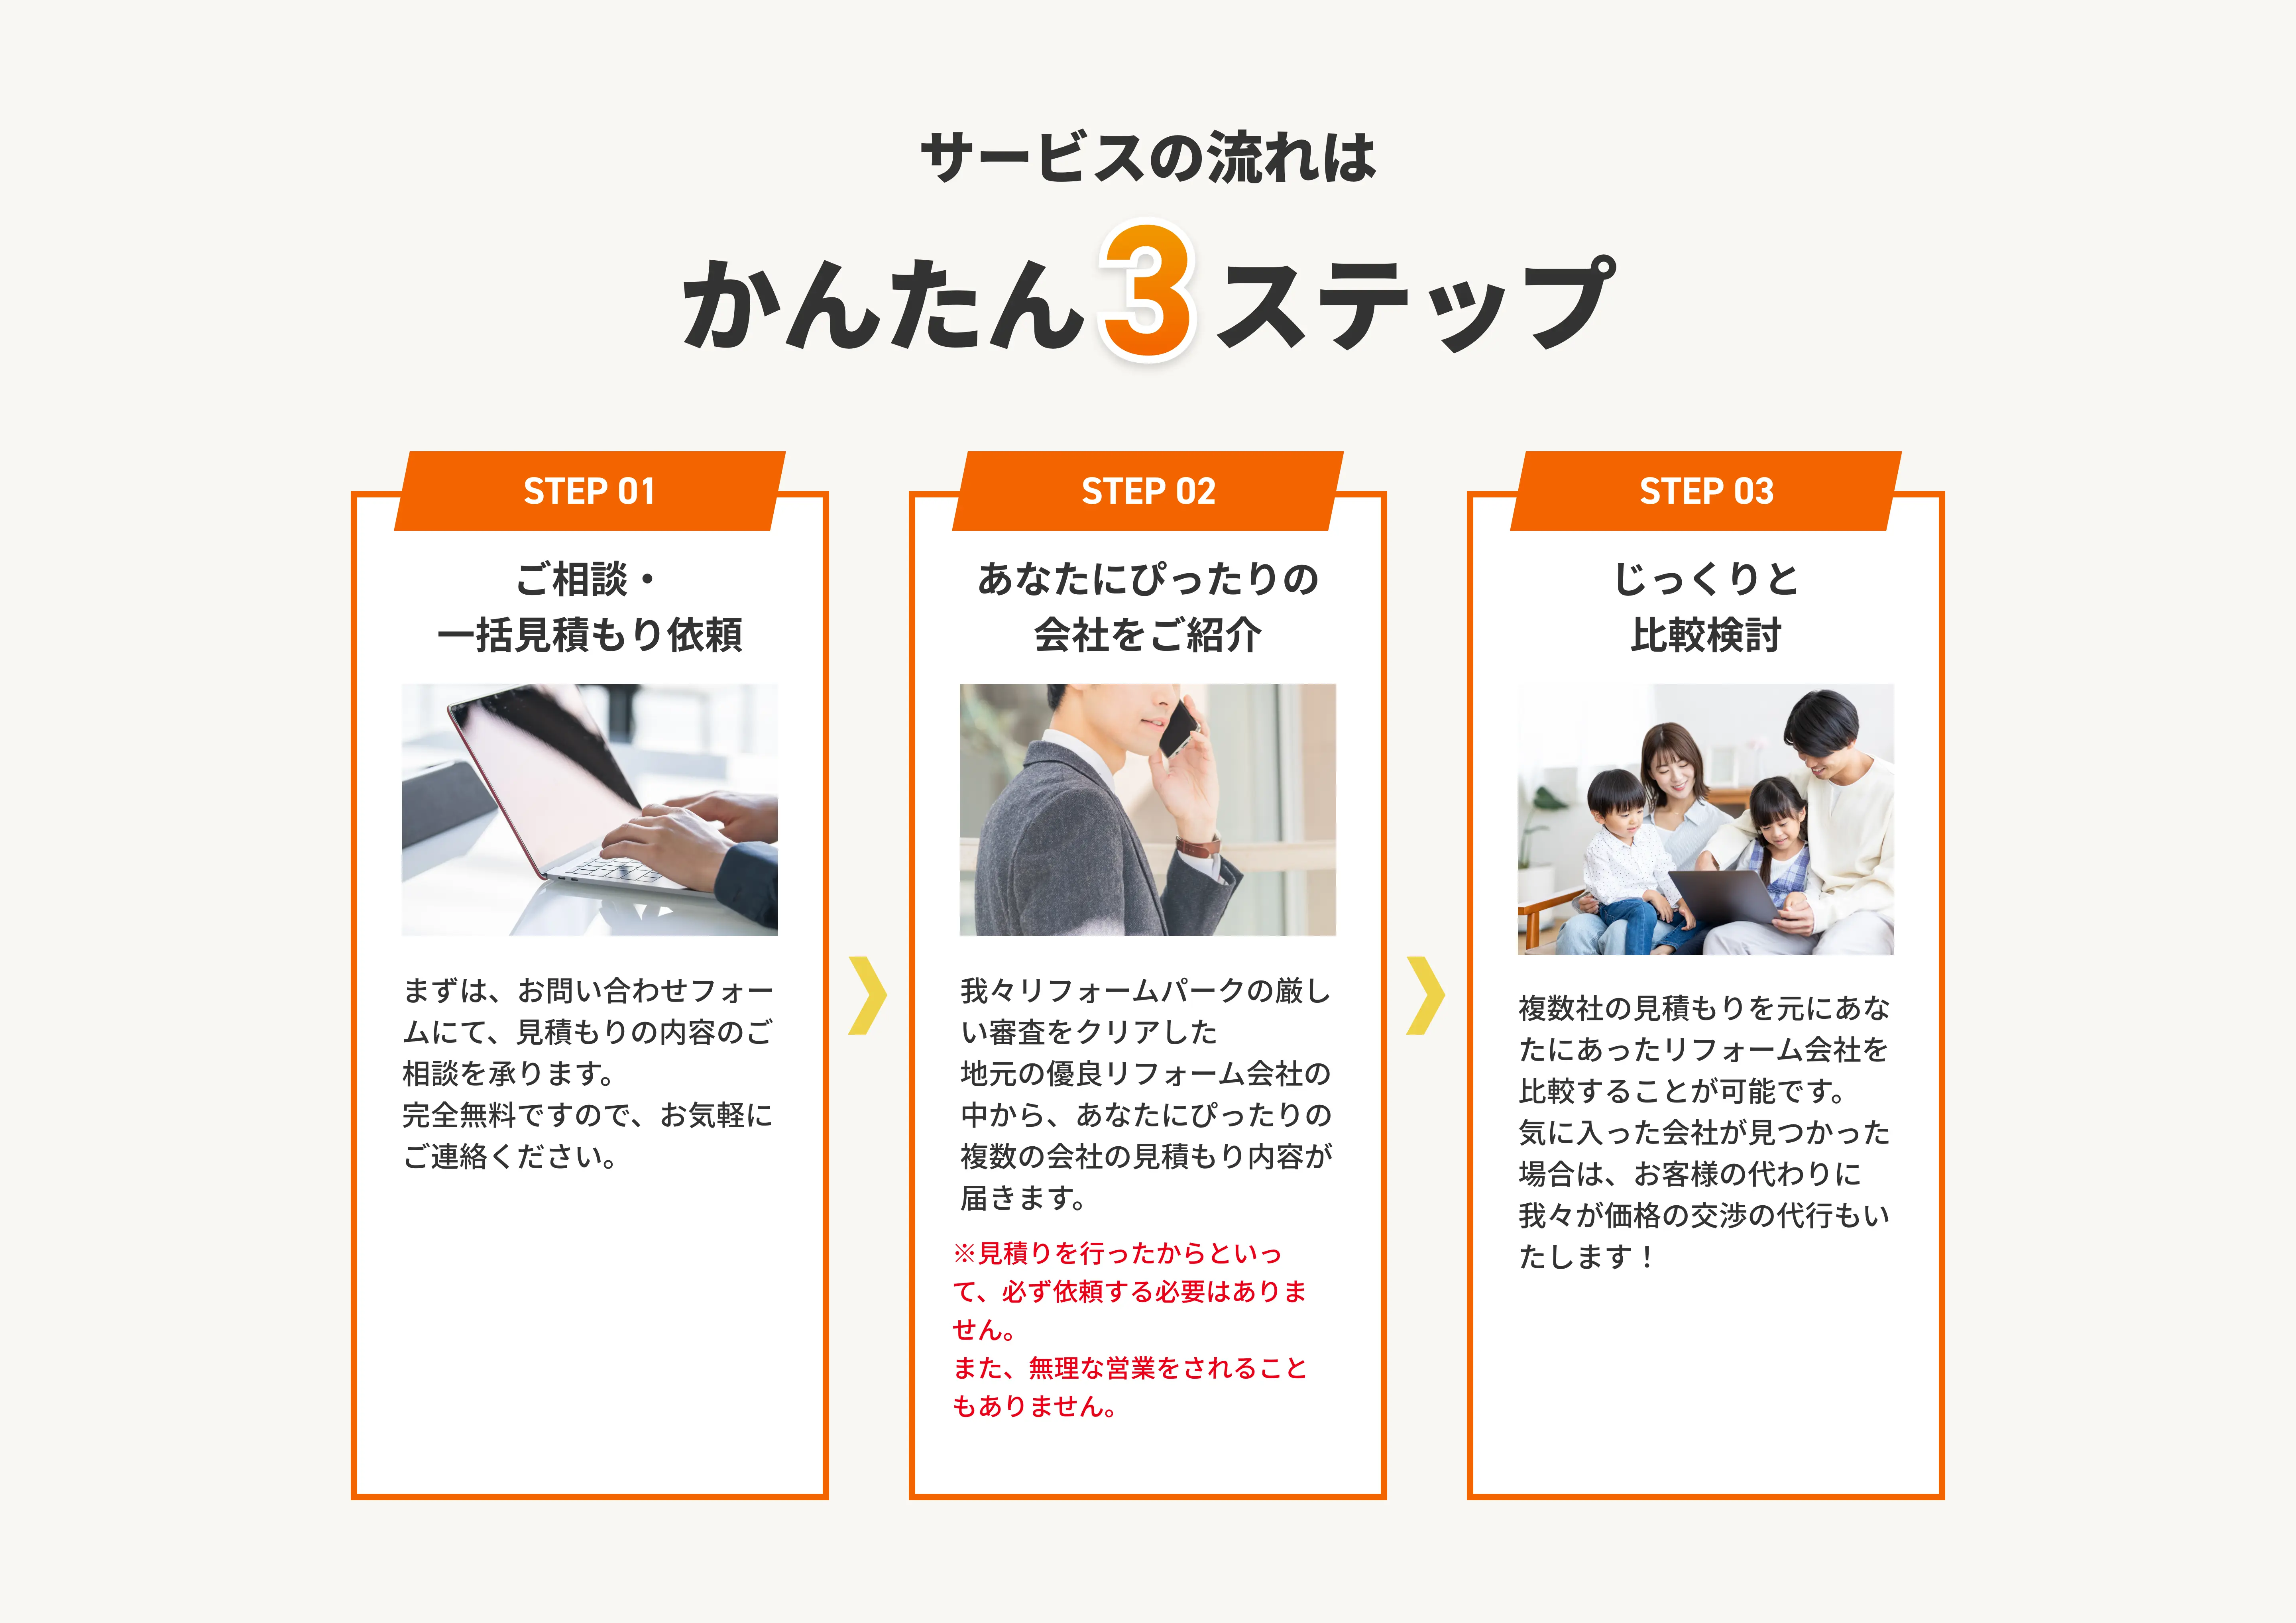 サービスの流れは
かんたん3ステップ
STEP 01
ご相談・
一括見積もり依頼
まずは、お問い合わせフォー
ムにて、見積もりの内容のご
相談を承ります。
完全無料ですので、お気軽に
ご連絡ください。
STEP 02
あなたにぴったりの
会社をご紹介
我々リフォームパークの厳し
い審査をクリアした
地元の優良リフォーム会社の
中から、あなたにぴったりの
複数の会社の見積もり内容が
届きます。
※見積りを行ったからといっ
て、必ず依頼する必要はありま
せん。
また、無理な営業をされること
もありません。
STEP 03
じっくりと
比較検討
複数社の見積もりを元にあな
たにあったリフォーム会社を
比較することが可能です。
気に入った会社が見つかった
場合は、お客様の代わりに
我々が価格の交渉の代行もい
たします！